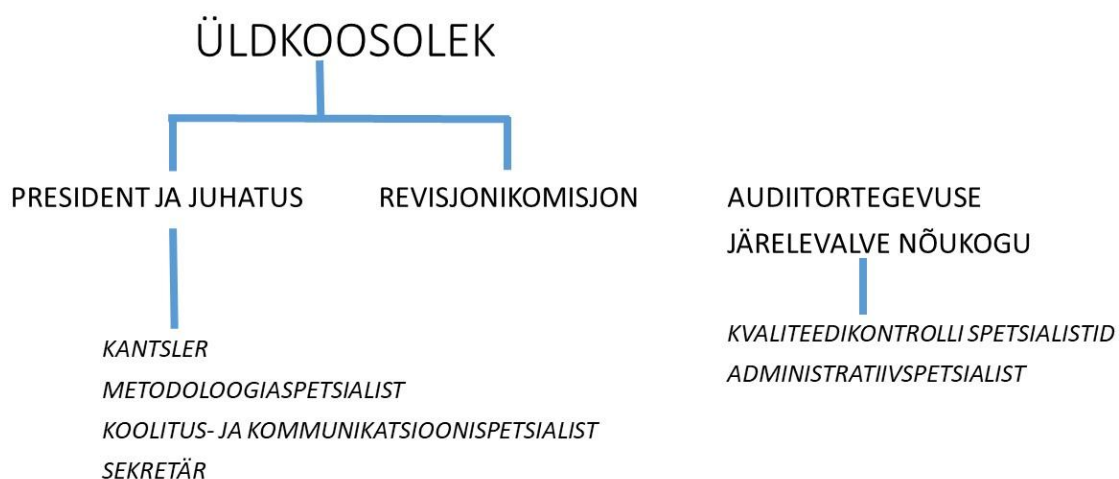 ÜLDKOOSOLEK
PRESIDENT JA JUHATUS
REVISJONIKOMISJON
AUDIITORTEGEVUSE
JÄRELEVALVE NÕUKOGU
KANTSLER
METODOLOOGIASPETSIALIST
KOOLITUS- JA KOMMUNIKATSIOONISPETSIALIST
SEKRETÄR
KVALITEEDIKONTROLLI SPETSIALISTID
ADMINISTRATIIVSPETSIALIST